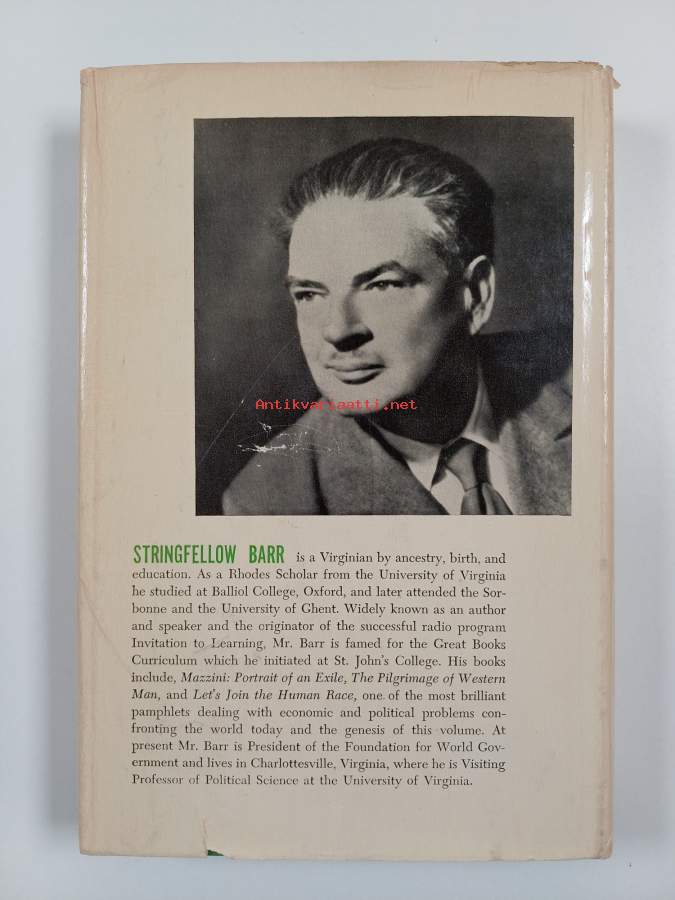 Antikvariaatti.net
STRINGFELLOW BARR is a Virginian by ancestry, birth, and
education. As a Rhodes Scholar from the University of Virginia
he studied at Balliol College, Oxford, and later attended the Sor-
bonne and the University of Ghent. Widely known as an author
and speaker and the originator of the successful radio program
Invitation to Learning, Mr. Barr is famed for the Great Books
Curriculum which he initiated at St. John's College. His books
include, Mazzini: Portrait of an Exile, The Pilgrimage of Western
Man, and Let's Join the Human Race, one of the most brilliant
pamphlets dealing with economic and political problems con-
fronting the world today and the genesis of this volume. At
present Mr. Barr is President of the Foundation for World Gov-
ernment and lives in Charlottesville, Virginia, where he is Visiting
Professor of Political Science at the University of Virginia.